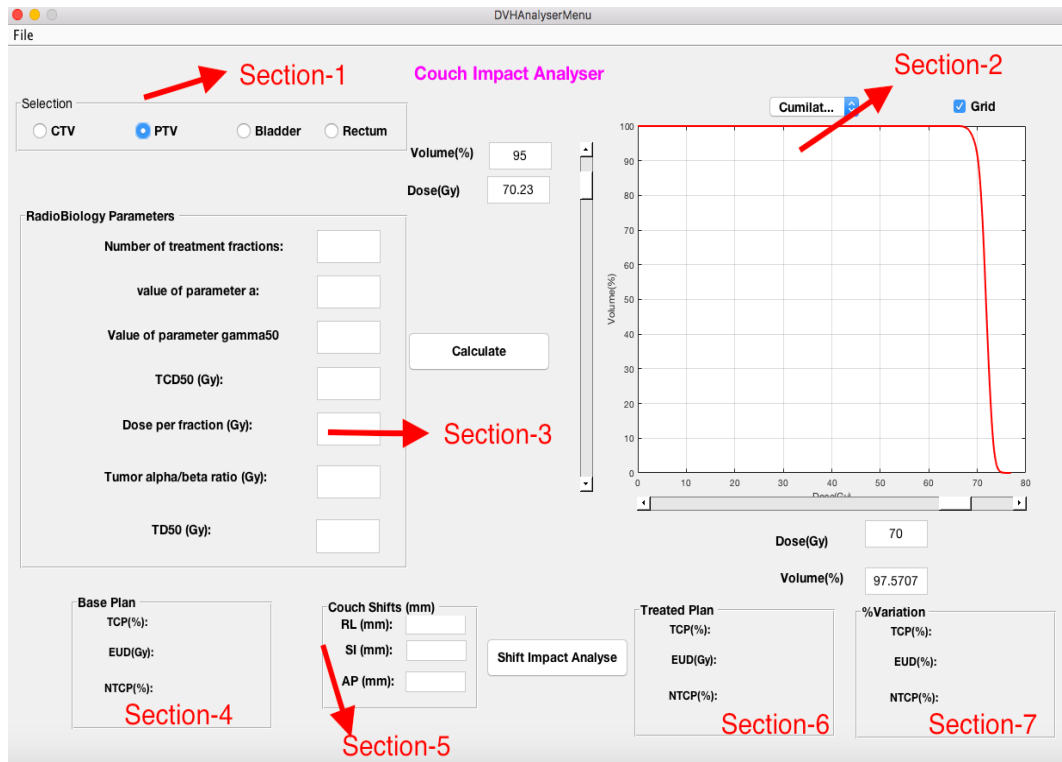 DVHAnalyserMenu
File
Section-1
Couch Impact Analyser
Section-2
Selection
CTV
PTV
Bladder
Rectum
Cumilat...
Grid
Volume(%)
95
Dose(Gy)
70.23
RadioBiology Parameters
Number of treatment fractions:
value of parameter a:
Value of parameter gamma50
TCD50 (Gy):
Dose per fraction (Gy):
Tumor alpha/beta ratio (Gy):
TD50 (Gy):
Calculate
Section-3
100
90
80
70
60
50
40
30
20
10
0
Volume(%)
0 10 20 30 40 50 60 70 80
Dose(Gy)
Dose(Gy)
70
Volume(%)
97.5707
Base Plan
TCP(%):
EUD(Gy):
NTCP(%):
Section-4
Couch Shifts (mm)
RL (mm):
SI (mm):
AP (mm):
Section-5
Shift Impact Analyse
Treated Plan
TCP(%):
EUD(Gy):
NTCP(%):
Section-6
%Variation
TCP(%):
EUD(%):
NTCP(%):
Section-7